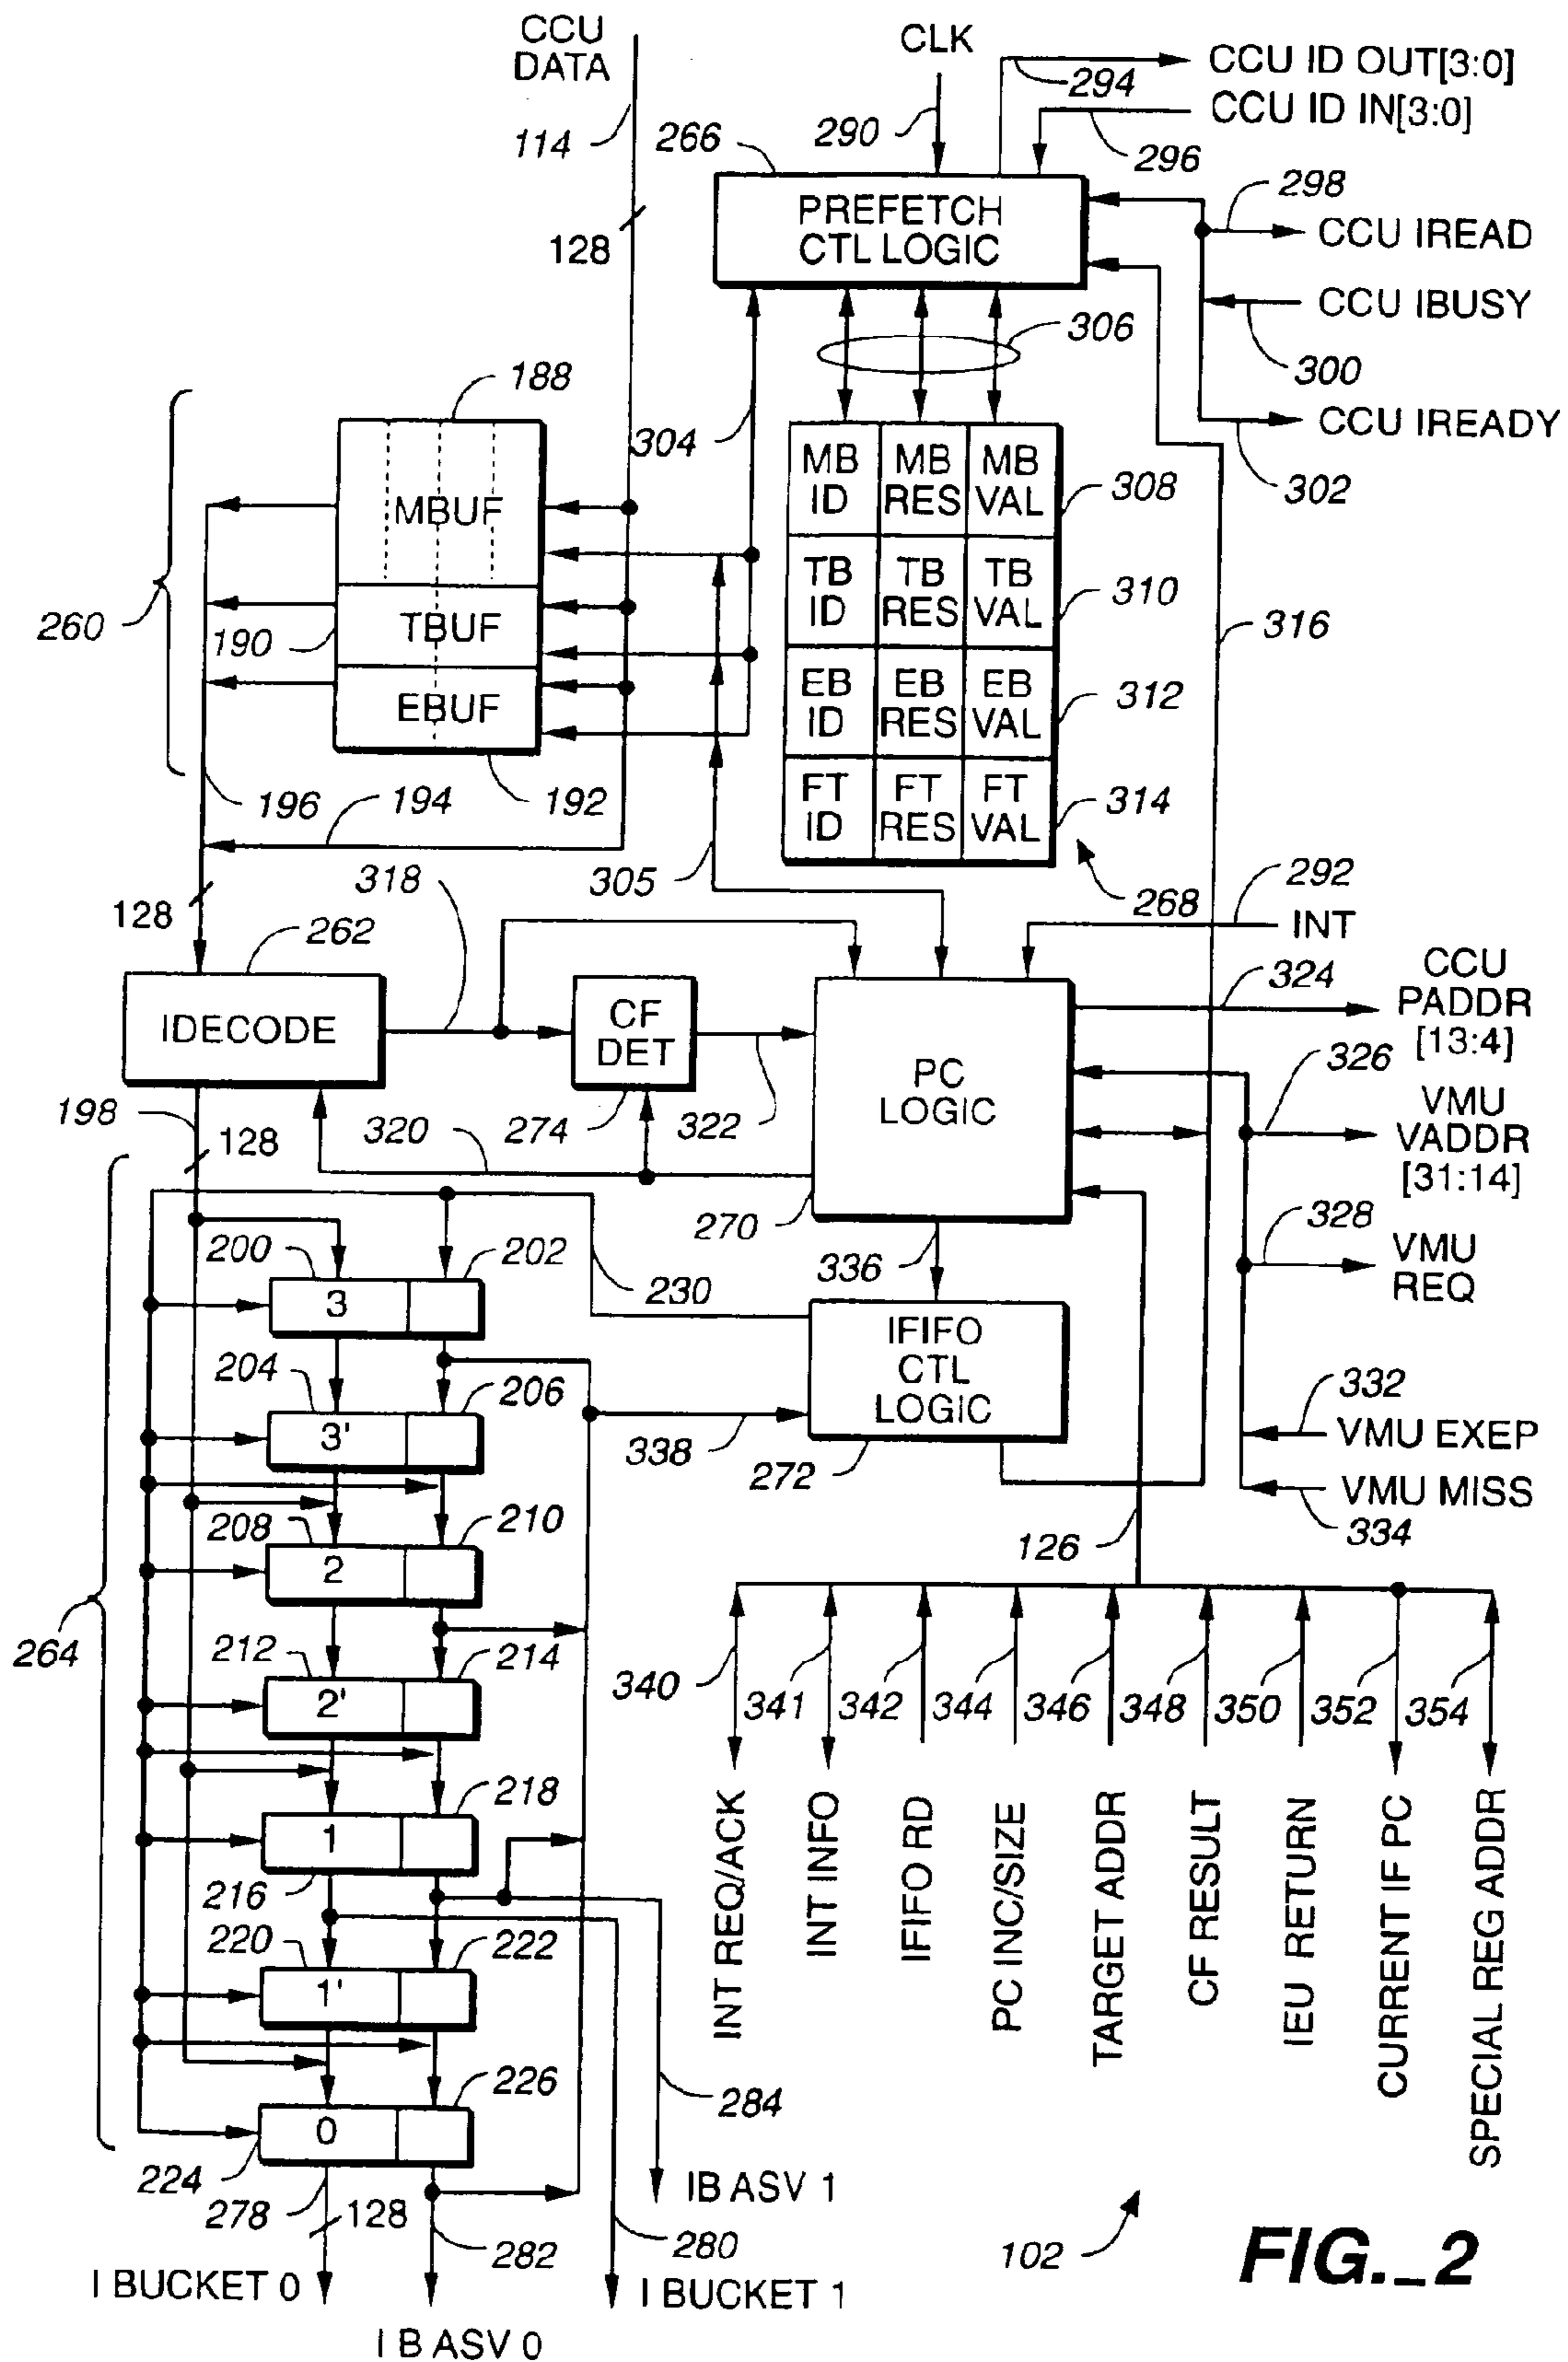 CCU
DATA
CLK
CCU ID OUT[3:0]
294
CCU ID IN[3:0]
114
290
266
296
298
PREFETCH
CTL LOGIC
CCU IREAD
128
CCU IBUSY
306
300
188
304
CCU IREADY
302
MB ID
MB RES
MB VAL
308
MBUF
TB ID
TB RES
TB VAL
310
260
190
TBUF
316
EB ID
EB RES
EB VAL
312
EBUF
FT ID
FT RES
FT VAL
314
196
194
192
318
305
268
292
INT
128
262
324
CCU
PADDR
[13:4]
IDECODE
CF
DET
PC
LOGIC
326
VMU
VADDR
[31:14]
198
128
320
274
322
270
328
VMU
REQ
200
202
230
336
3
IFIFO
CTL
LOGIC
204
206
3'
338
272
332
VMU EXEP
VMU MISS
334
208
210
126
2
264
212
214
2'
340
341
342
344
346
348
350
352
354
218
1
216
INT REQ/ACK
INT INFO
IFIFO RD
PC INC/SIZE
TARGET ADDR
CF RESULT
IEU RETURN
CURRENT IF PC
SPECIAL REG ADDR
220
222
1'
226
284
0
224
278
128
IB ASV 1
282
280
102
FIG._2
I BUCKET 0
I BUCKET 1
I B ASV 0